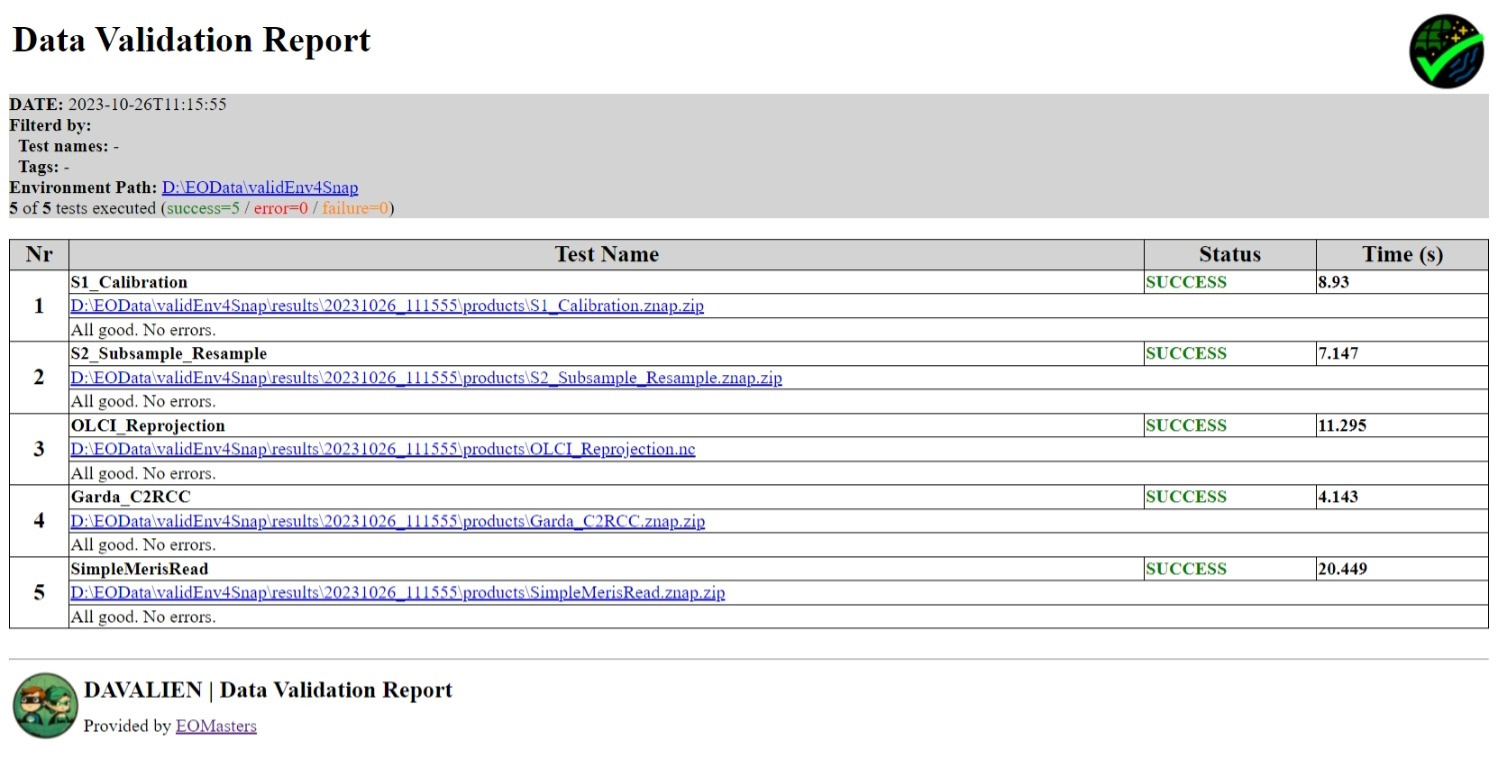 Data Validation Report
DATE: 2023-10-26T11:15:55
Filterd by:
Test names: -
Tags: -
Environment Path: D:\EOData\validEnv4Snap
5 of 5 tests executed (success=5 / error=0 / failure=0)
Nr Test Name Status Time (s)
S1_Calibration SUCCESS 8.93
1 D:\EOData\validEnv4Snap\results\20231026_111555\products\S1_Calibration.znap.zip
All good. No errors.
S2_Subsample_Resample SUCCESS 7.147
2 D:\EOData\validEnv4Snap\results\20231026_111555\products\S2_Subsample_Resample.znap.zip
All good. No errors.
OLCI_Reprojection SUCCESS 11.295
3 D:\EOData\validEnv4Snap\results\20231026_111555\products\OLCI_Reprojection.nc
All good. No errors.
Garda_C2RCC SUCCESS 4.143
4 D:\EOData\validEnv4Snap\results\20231026_111555\products\Garda_C2RCC.znap.zip
All good. No errors.
SimpleMerisRead SUCCESS 20.449
5 D:\EOData\validEnv4Snap\results\20231026_111555\products\SimpleMerisRead.znap.zip
All good. No errors.
DAVALIEN | Data Validation Report
Provided by EOMasters